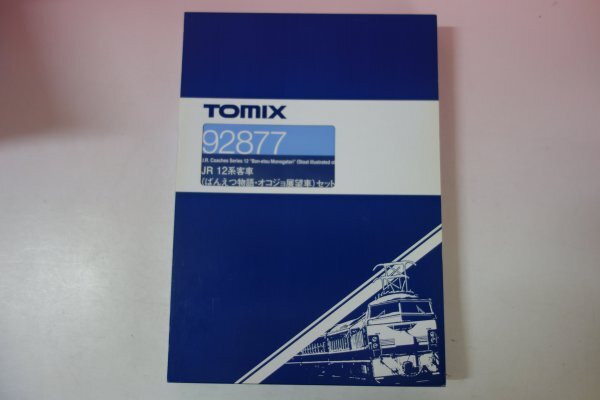 TOMIX
92877
J.R. Coaches Series 12 "Ban-etsu Monogatari" (Stoat Illustrated
JR 12系客車
(ばんえつ物語・オコジョ展望車)セット